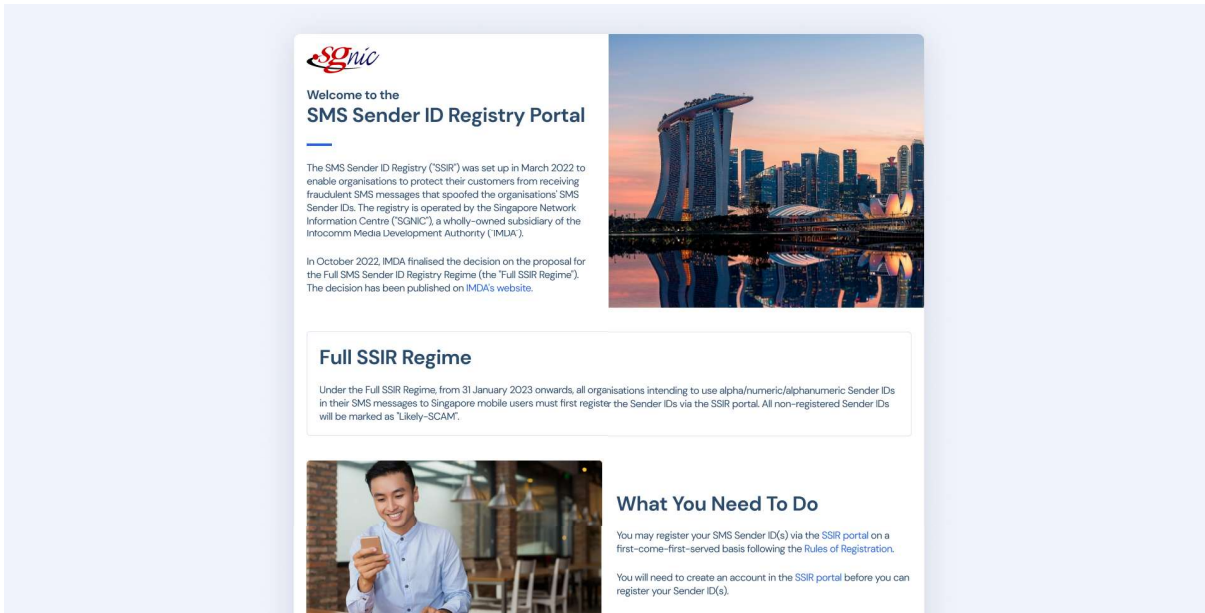 sgnic
Welcome to the
SMS Sender ID Registry Portal
The SMS Sender ID Registry ("SSIR") was set up in March 2022 to
enable organisations to protect their customers from receiving
fraudulent SMS messages that spoofed the organisations' SMS
Sender IDs. The registry is operated by the Singapore Network
Information Centre ("SGNIC"), a wholly-owned subsidiary of the
Infocomm Media Development Authority ("IMDA").
In October 2022, IMDA finalised the decision on the proposal for
the Full SMS Sender ID Registry Regime (the "Full SSIR Regime").
The decision has been published on IMDA's website.
Full SSIR Regime
Under the Full SSIR Regime, from 31 January 2023 onwards, all organisations intending to use alpha/numeric/alphanumeric Sender IDs
in their SMS messages to Singapore mobile users must first register the Sender IDs via the SSIR portal. All non-registered Sender IDs
will be marked as "Likely-SCAM".
What You Need To Do
You may register your SMS Sender ID(s) via the SSIR portal on a
first-come-first-served basis following the Rules of Registration.
You will need to create an account in the SSIR portal before you can
register your Sender ID(s).